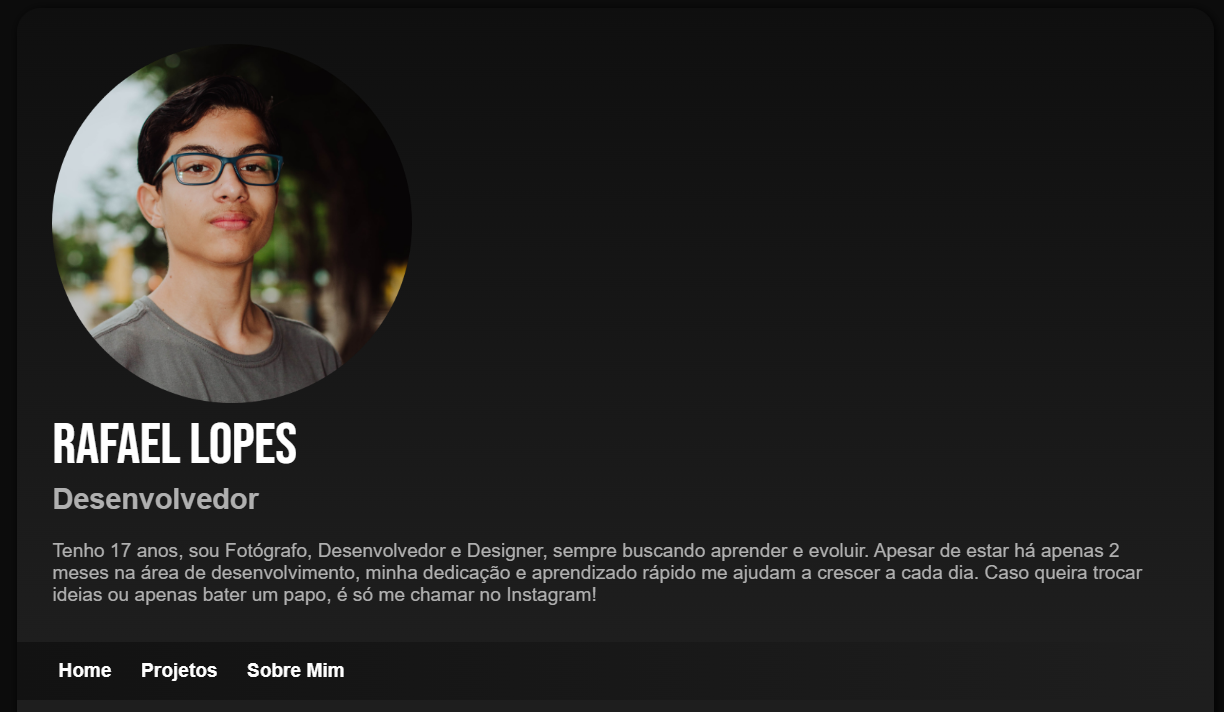 RAFAEL LOPES
Desenvolvedor
Tenho 17 anos, sou Fotógrafo, Desenvolvedor e Designer, sempre buscando aprender e evoluir. Apesar de estar há apenas 2
meses na área de desenvolvimento, minha dedicação e aprendizado rápido me ajudam a crescer a cada dia. Caso queira trocar
ideias ou apenas bater um papo, é só me chamar no Instagram!
Home Projetos Sobre Mim